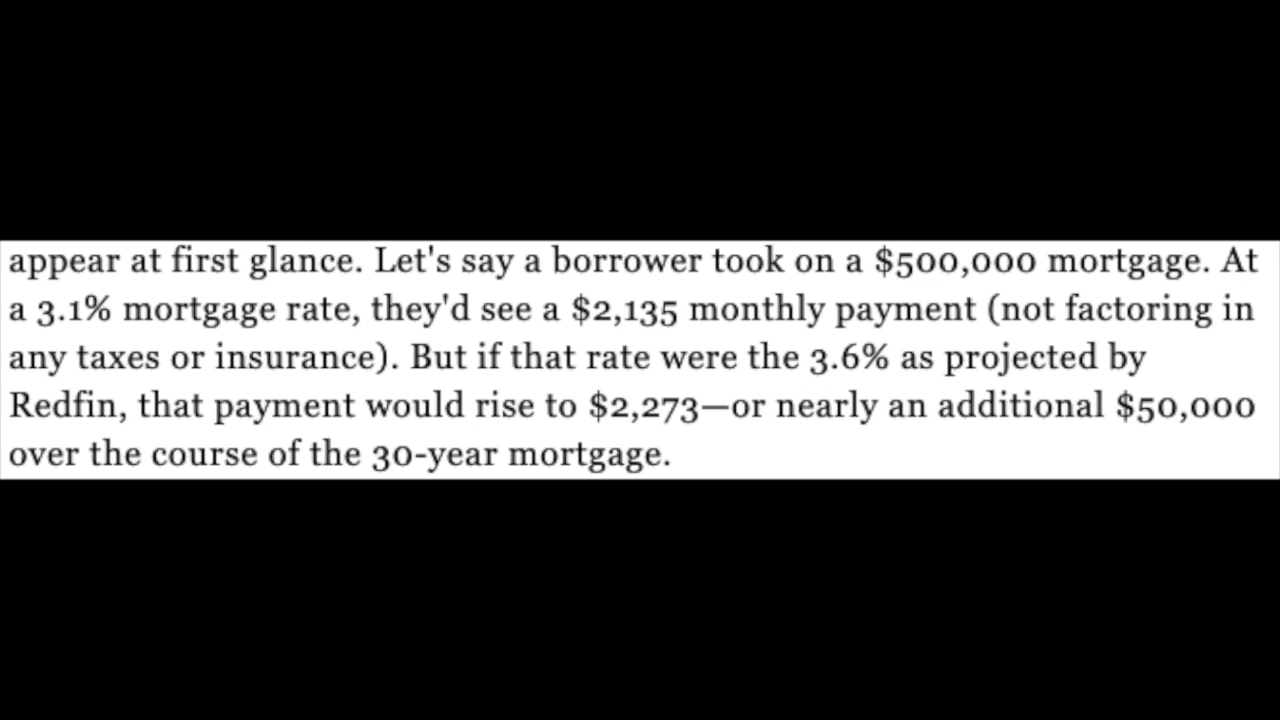 appear at first glance. Let's say a borrower took on a $500,000 mortgage. At
a 3.1% mortgage rate, they'd see a $2,135 monthly payment (not factoring in
any taxes or insurance). But if that rate were the 3.6% as projected by
Redfin, that payment would rise to $2,273—or nearly an additional $50,000
over the course of the 30-year mortgage.